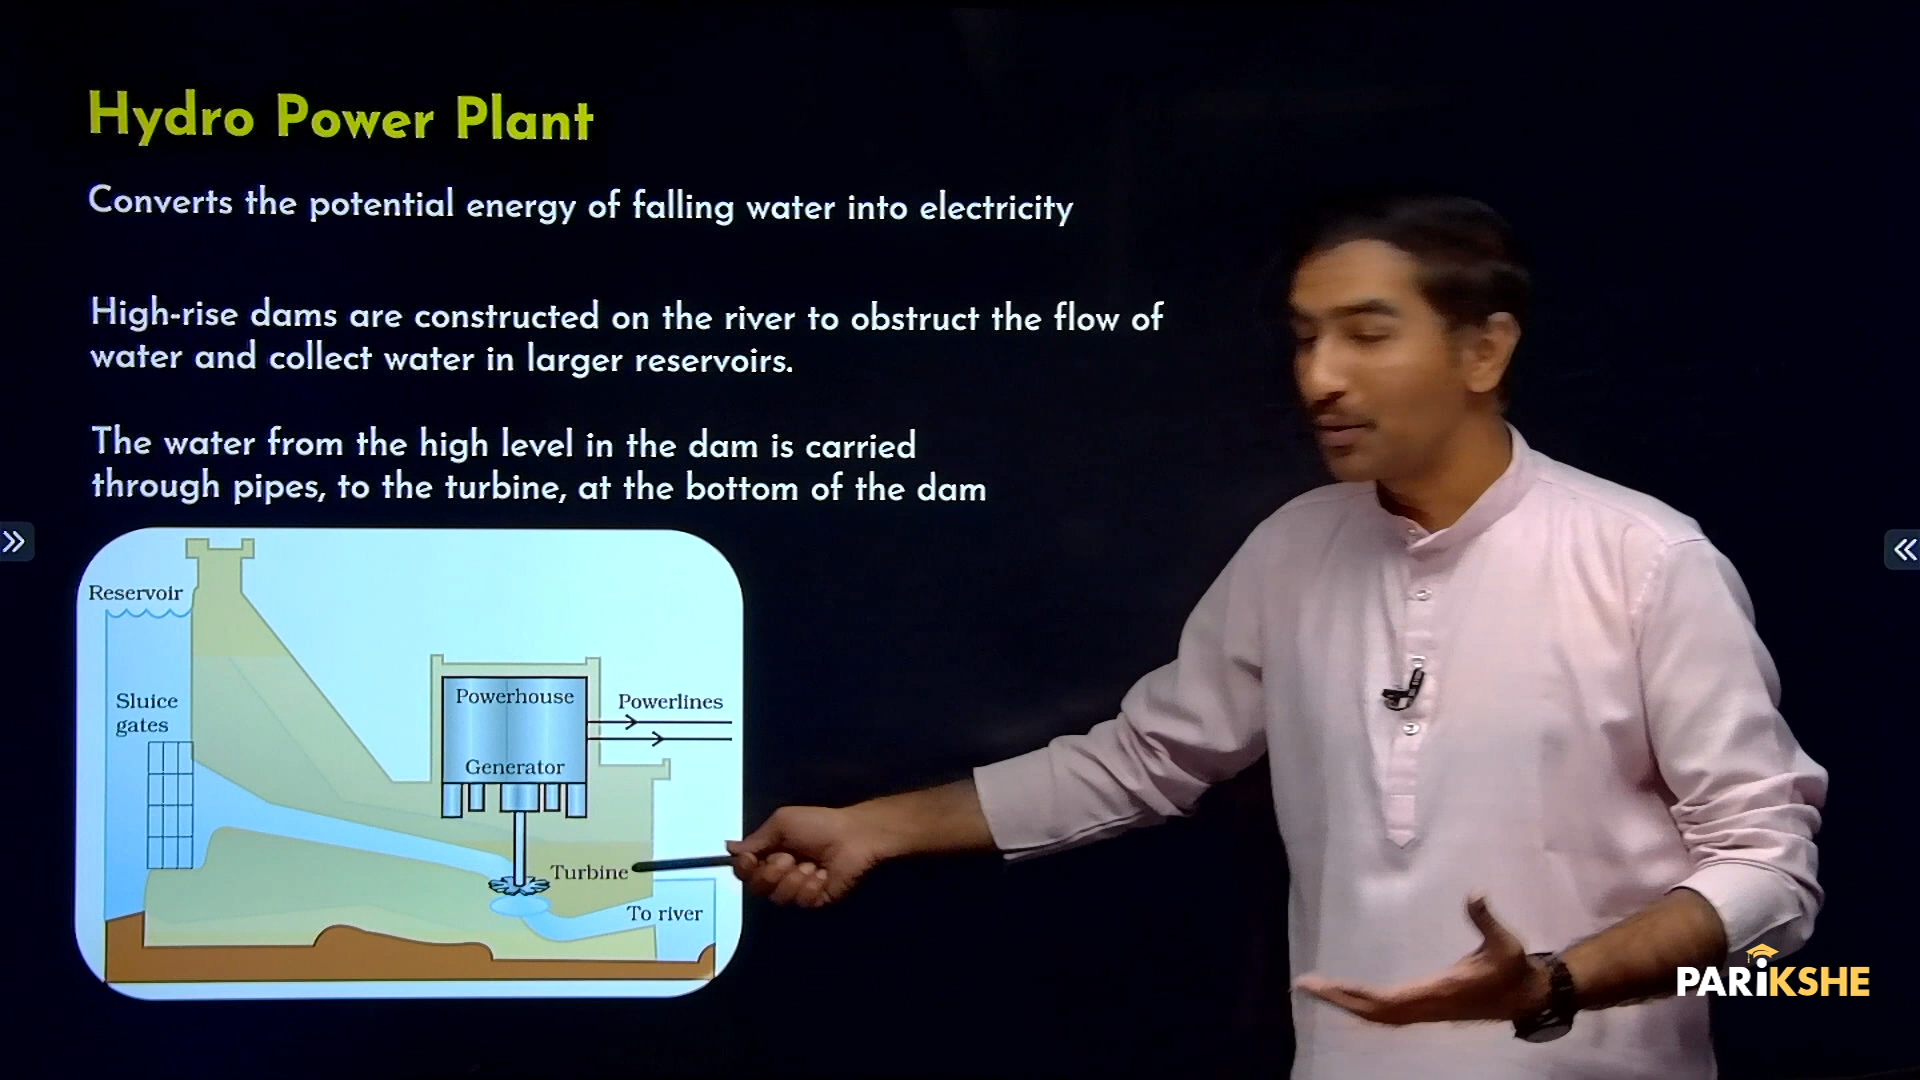 Hydro Power Plant
Converts the potential energy of falling water into electricity
High-rise dams are constructed on the river to obstruct the flow of
water and collect water in larger reservoirs.
The water from the high level in the dam is carried
through pipes, to the turbine, at the bottom of the dam
Reservoir
Sluice
gates
Powerhouse
Powerlines
Generator
Turbine
To river
PARiKSHE